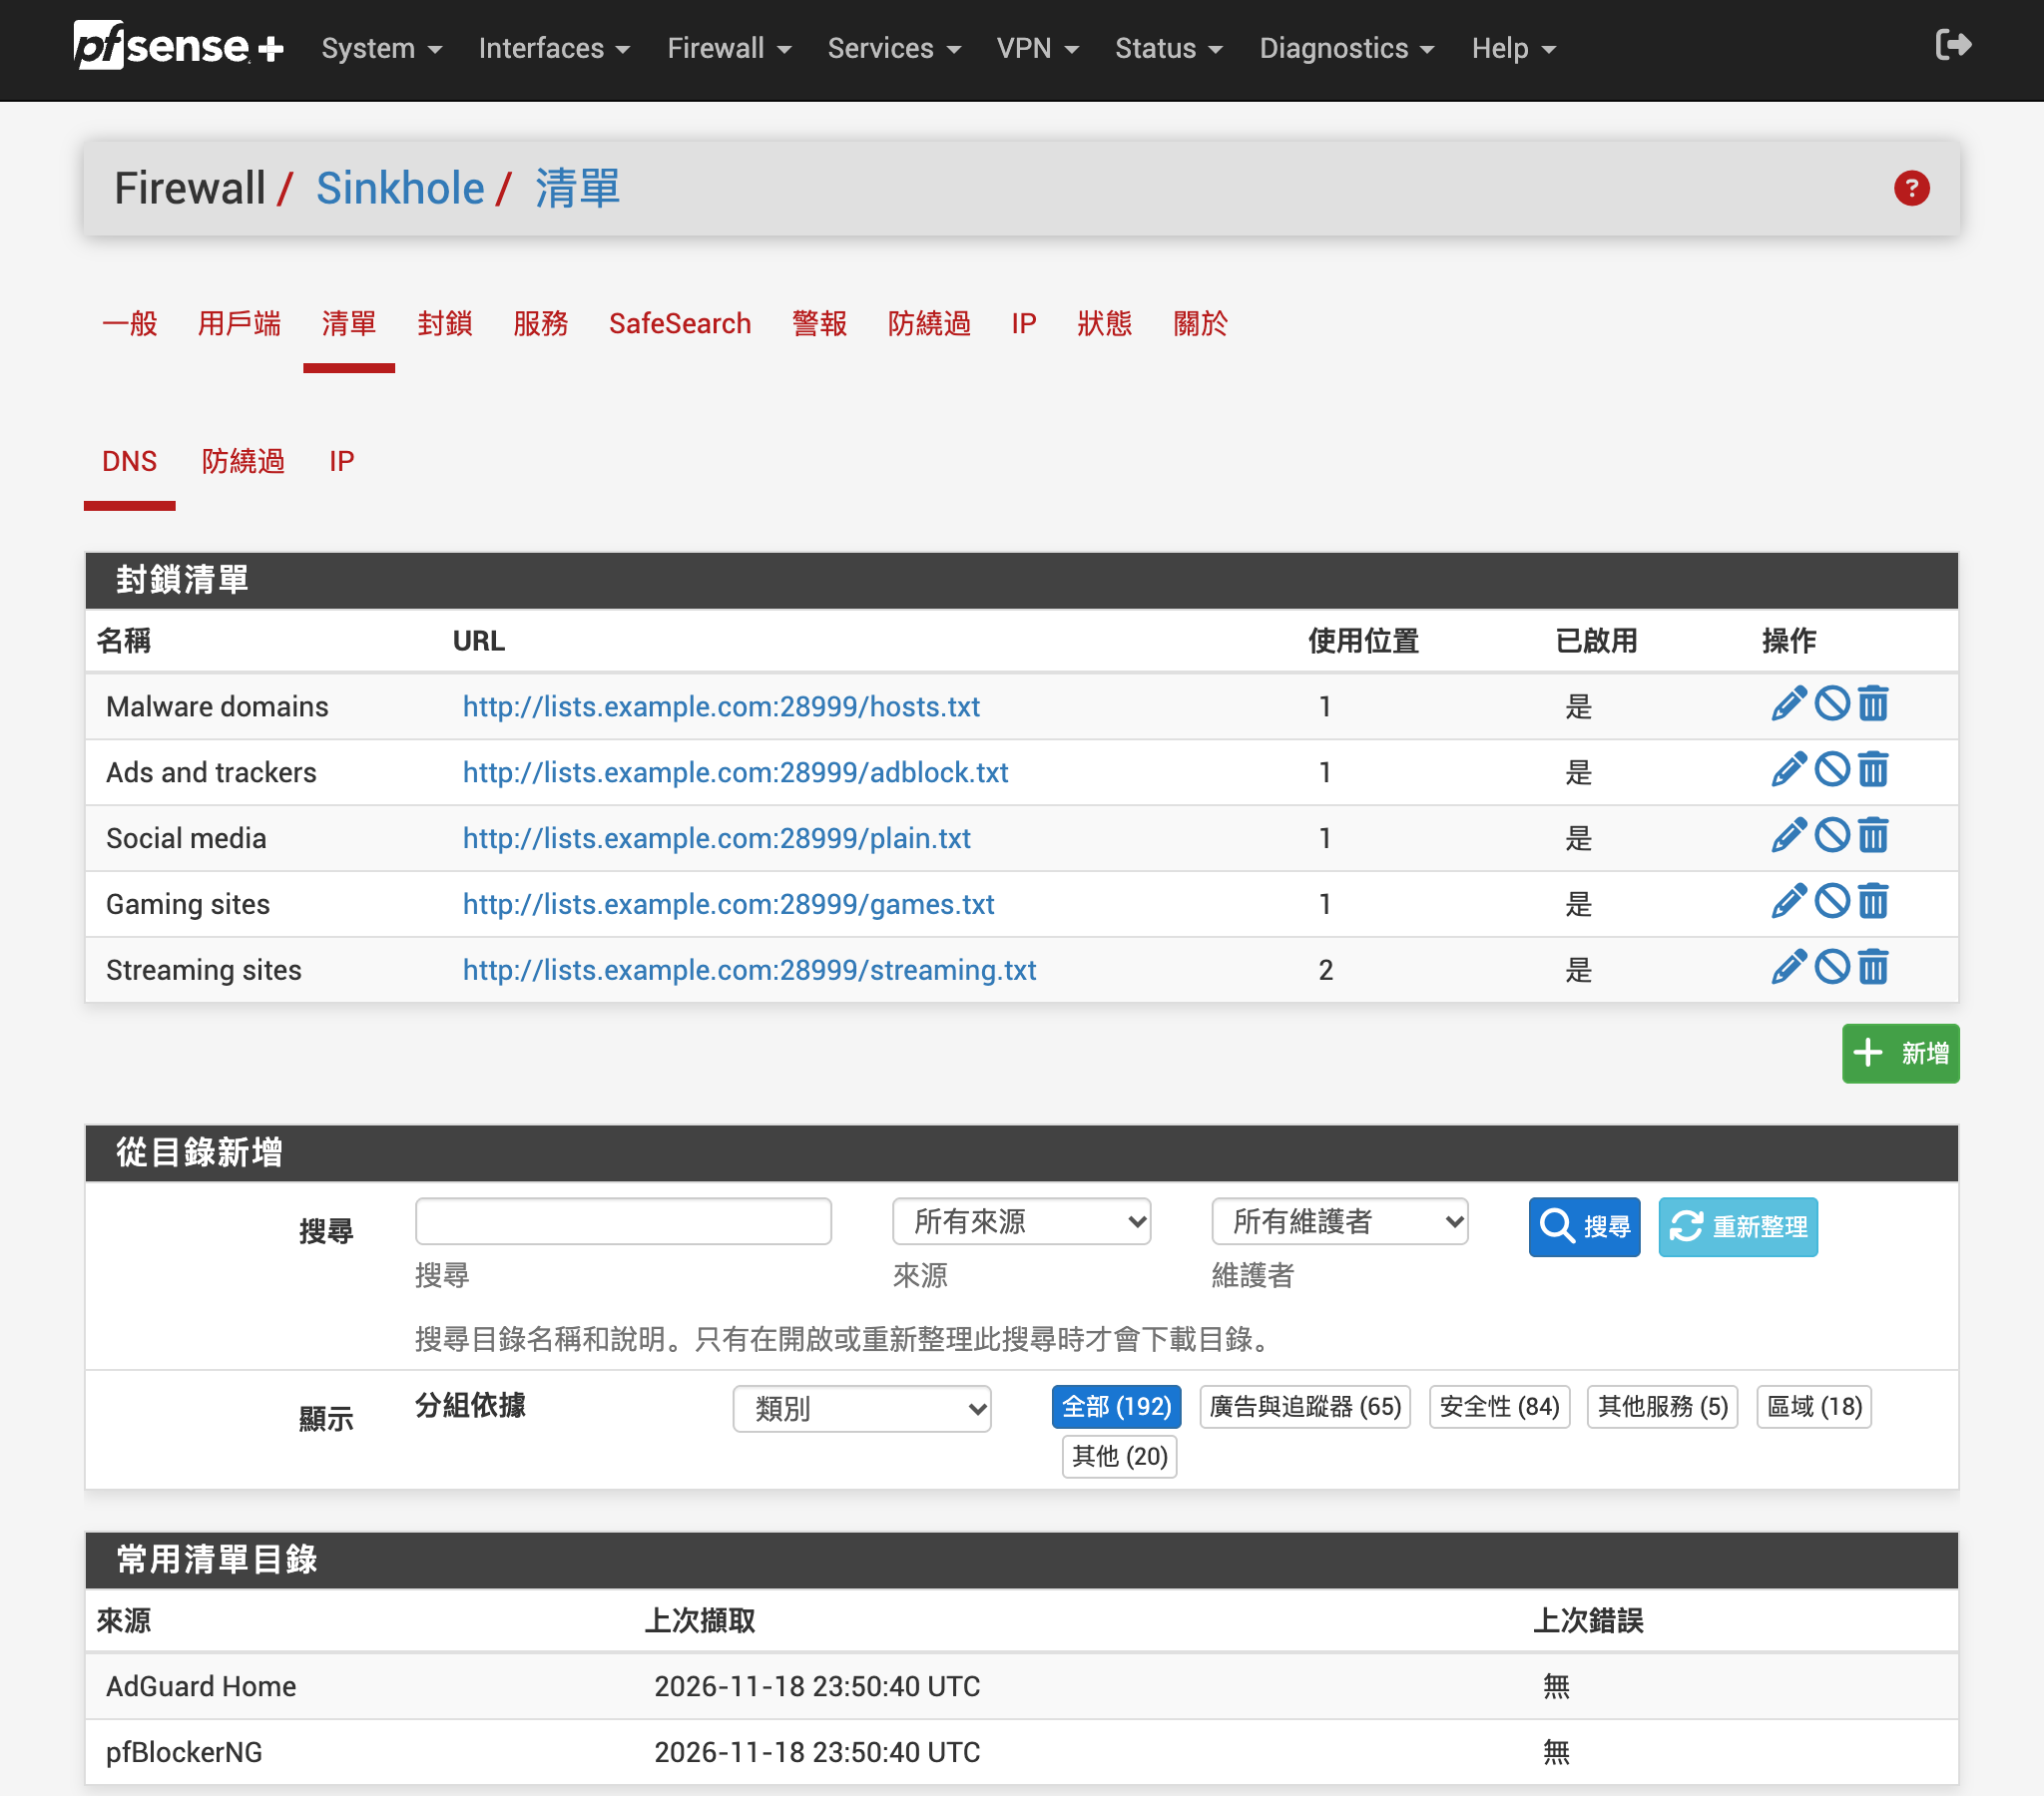 pfsense+ System Interfaces Firewall Services VPN Status Diagnostics Help
Firewall / Sinkhole / 清單
一般 用戶端 清單 封鎖 服務 SafeSearch 警報 防繞過 IP 狀態 關於
DNS 防繞過 IP
封鎖清單
名稱 URL 使用位置 已啟用 操作
Malware domains http://lists.example.com:28999/hosts.txt 1 是
Ads and trackers http://lists.example.com:28999/adblock.txt 1 是
Social media http://lists.example.com:28999/plain.txt 1 是
Gaming sites http://lists.example.com:28999/games.txt 1 是
Streaming sites http://lists.example.com:28999/streaming.txt 2 是
新增
從目錄新增
搜尋 所有來源 所有維護者 搜尋 重新整理
搜尋 來源 維護者
搜尋目錄名稱和說明。只有在開啟或重新整理此搜尋時才會下載目錄。
顯示 分組依據 類別 全部 (192) 廣告與追蹤器 (65) 安全性 (84) 其他服務 (5) 區域 (18)
其他 (20)
常用清單目錄
來源 上次擷取 上次錯誤
AdGuard Home 2026-11-18 23:50:40 UTC 無
pfBlockerNG 2026-11-18 23:50:40 UTC 無